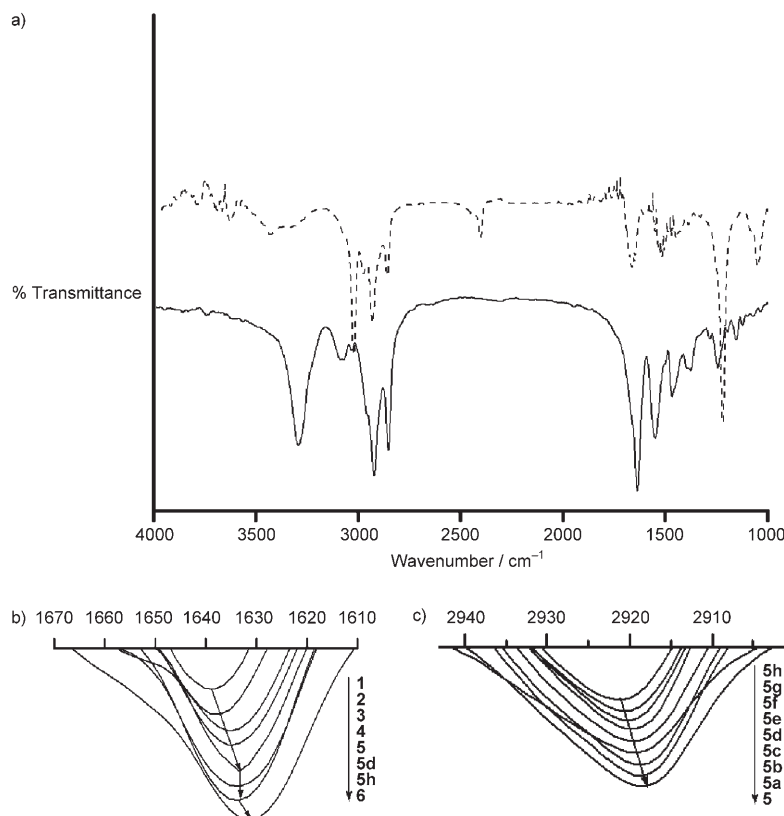 a)
% Transmittance
4000 3500 3000 2500 2000 1500 1000
Wavenumber / cm⁻¹
b) 1670 1660 1650 1640 1630 1620 1610
1
2
3
4
5
5d
5h
6
c) 2940 2930 2920 2910
5h
5g
5f
5e
5d
5c
5b
5a
5